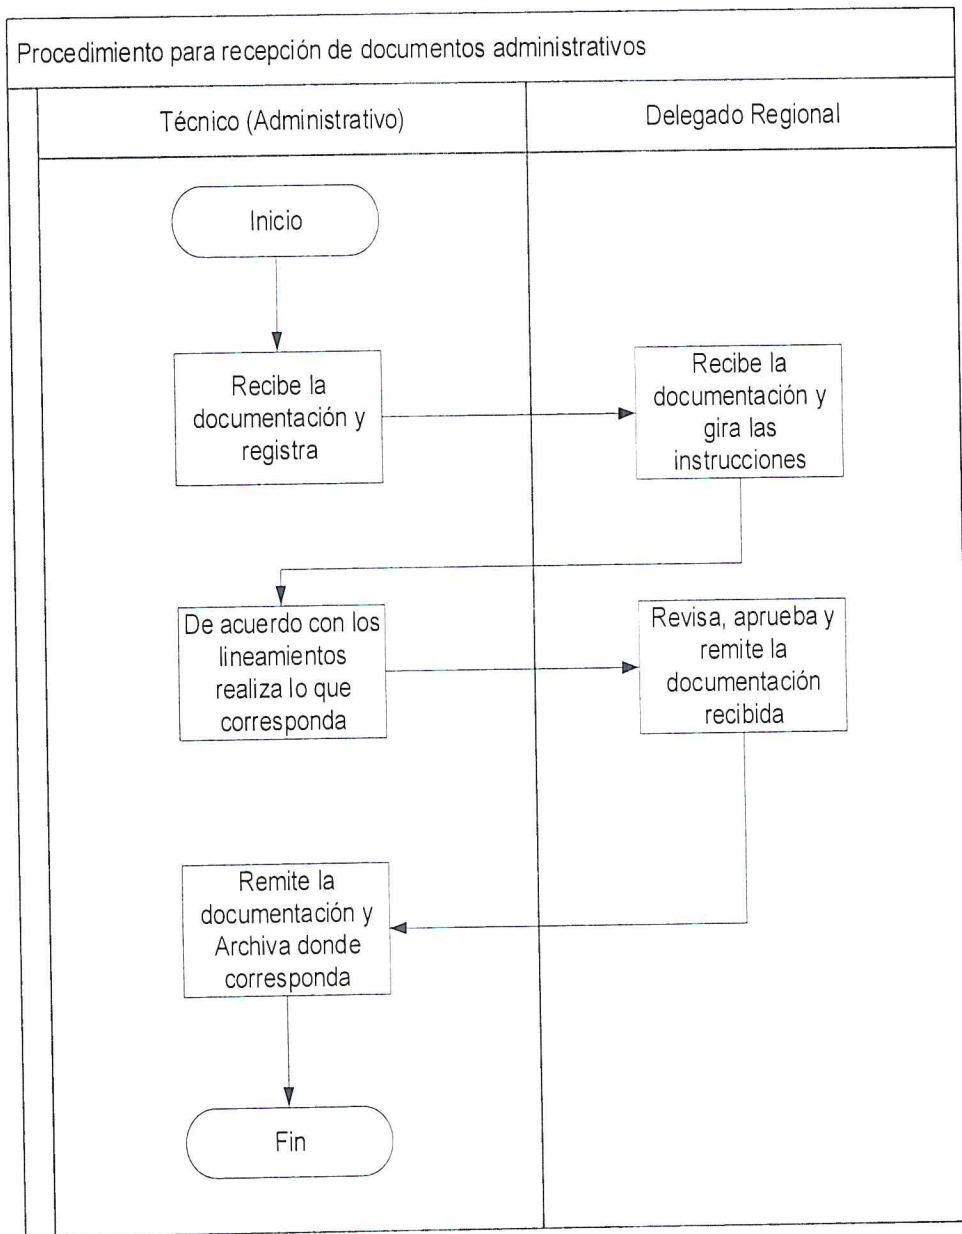 Procedimiento para recepción de documentos administrativos
Técnico (Administrativo)
Delegado Regional
Inicio
Recibe la
documentación y
registra
Recibe la
documentación y
gira las
instrucciones
De acuerdo con los
lineamientos
realiza lo que
corresponda
Revisa, aprueba y
remite la
documentación
recibida
Remite la
documentación y
Archiva donde
corresponda
Fin